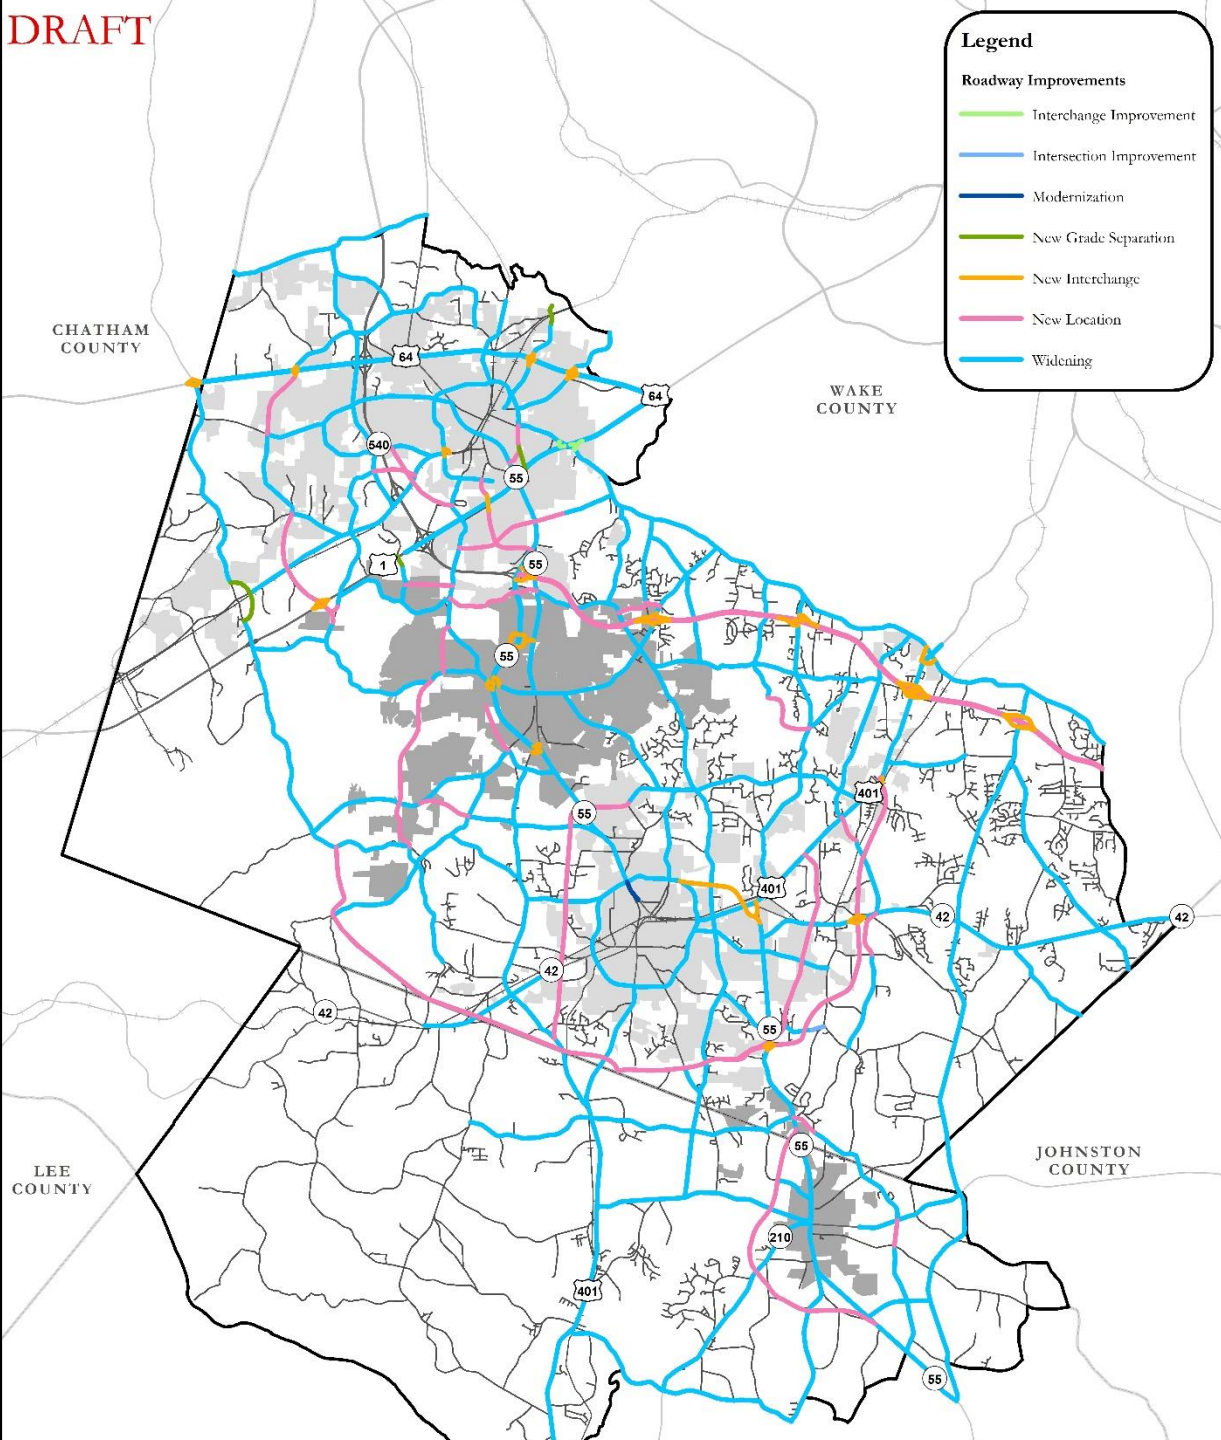 DRAFT
Legend
Roadway Improvements
Interchange Improvement
Intersection Improvement
Modernization
New Grade Separation
New Interchange
New Location
Widening
CHATHAM
COUNTY
WAKE
COUNTY
64
64
540
55
1
55
55
401
55
401
42
42
42
42
55
55
LEE
COUNTY
JOHNSTON
COUNTY
210
401
55